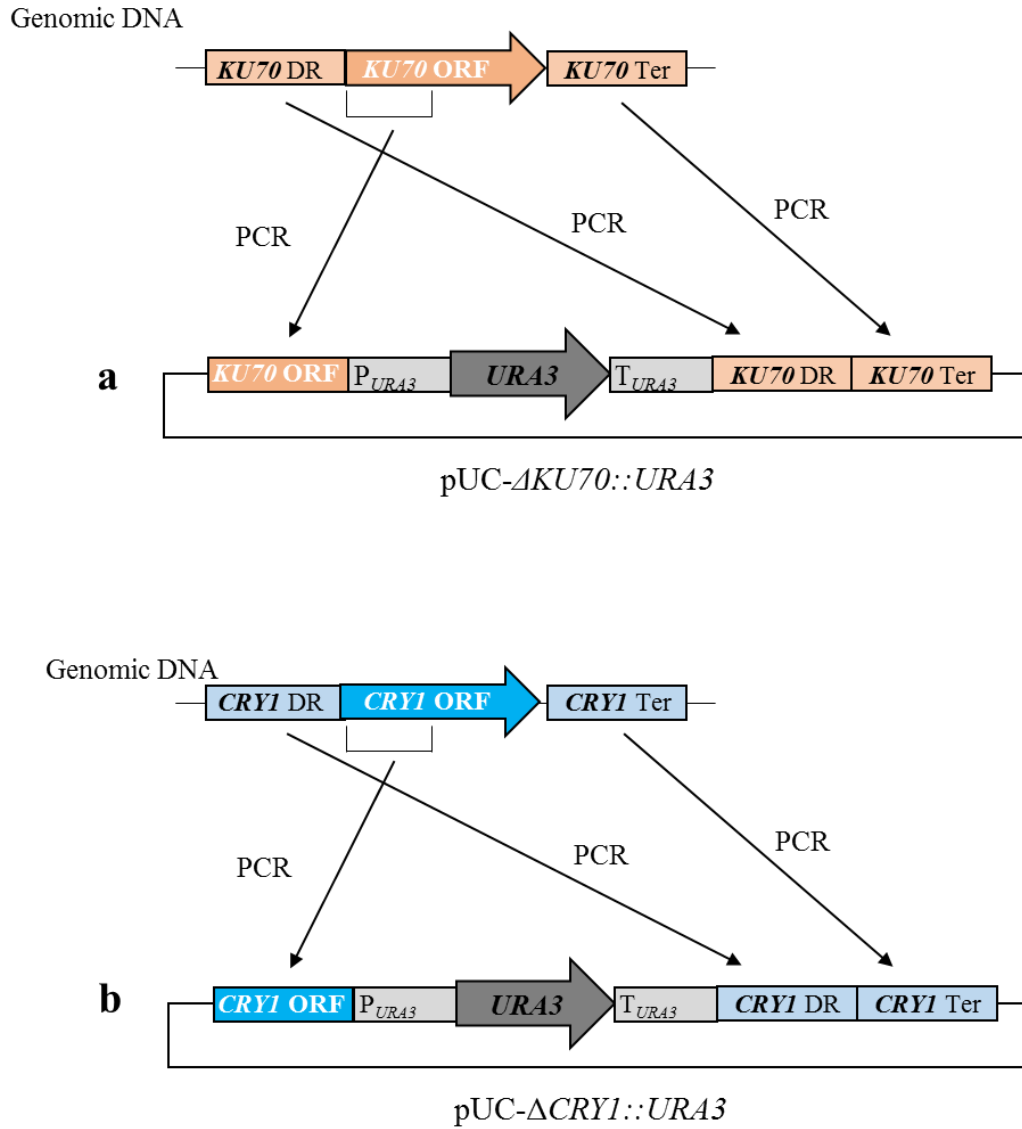 Genomic DNA
KU70 DR KU70 ORF KU70 Ter
PCR PCR PCR
a KU70 ORF PURA3 URA3 TURA3 KU70 DR KU70 Ter
pUC-ΔKU70::URA3
Genomic DNA
CRY1 DR CRY1 ORF CRY1 Ter
PCR PCR PCR
b CRY1 ORF PURA3 URA3 TURA3 CRY1 DR CRY1 Ter
pUC-ΔCRY1::URA3